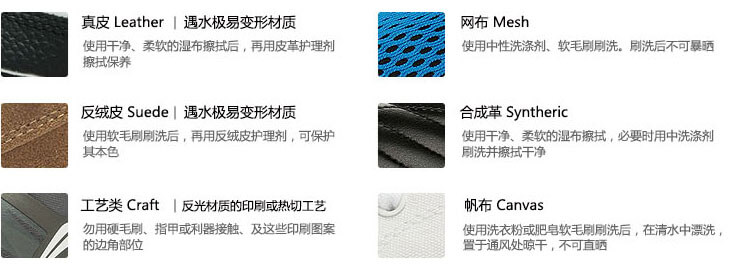 真皮 Leather | 遇水极易变形材质
使用干净、柔软的湿布擦拭后，再用皮革护理剂
擦拭保养
网布 Mesh
使用中性洗涤剂、软毛刷刷洗。刷洗后不可暴晒
反绒皮 Suede | 遇水极易变形材质
使用软毛刷刷洗后，再用反绒皮护理剂，可保护
其本色
合成革 Syntheric
使用干净、柔软的湿布擦拭，必要时用中洗涤剂
刷洗并擦拭干净
工艺类 Craft | 反光材质的印刷或热切工艺
勿用硬毛刷、指甲或利器接触、及这些印刷图案
的边角部位
帆布 Canvas
使用洗衣粉或肥皂软毛刷刷洗后，在清水中漂洗，
置于通风处晾干，不可直晒